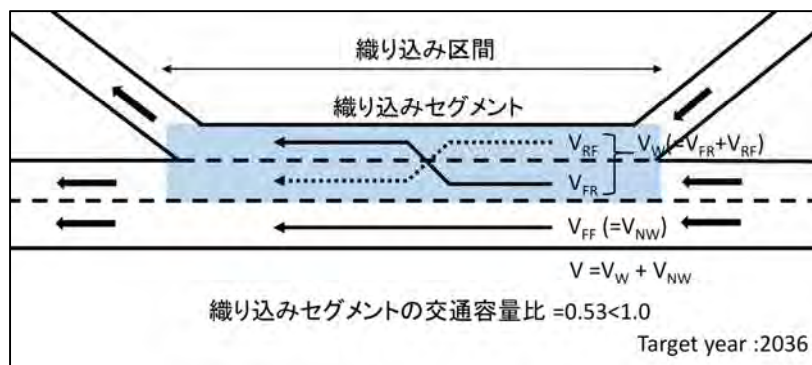 織り込み区間
織り込みセグメント
V_RF V_W(=V_FR+V_RF)
V_FR
V_FF (=V_NW)
V =V_W + V_NW
織り込みセグメントの交通容量比 =0.53<1.0
Target year :2036